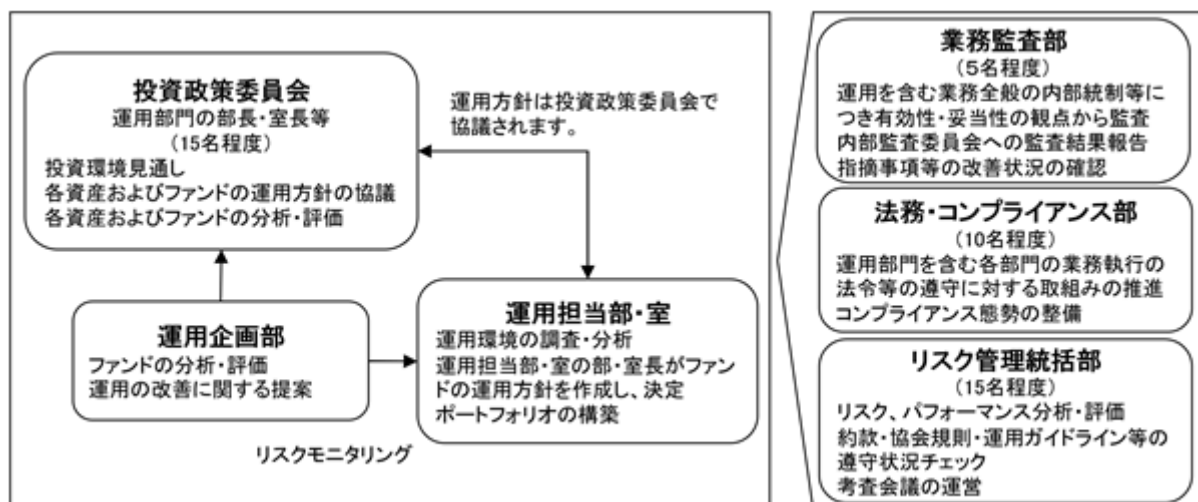 投資政策委員会
運用部門の部長・室長等
(15名程度)
投資環境見通し
各資産およびファンドの運用方針の協議
各資産およびファンドの分析・評価
運用方針は投資政策委員会で
協議されます。
運用企画部
ファンドの分析・評価
運用の改善に関する提案
運用担当部・室
運用環境の調査・分析
運用担当部・室の部・室長がファン
ドの運用方針を作成し、決定
ポートフォリオの構築
リスクモニタリング
業務監査部
(5名程度)
運用を含む業務全般の内部統制等に
つき有効性・妥当性の観点から監査
内部監査委員会への監査結果報告
指摘事項等の改善状況の確認
法務・コンプライアンス部
(10名程度)
運用部門を含む各部門の業務執行の
法令等の遵守に対する取組みの推進
コンプライアンス態勢の整備
リスク管理統括部
(15名程度)
リスク、パフォーマンス分析・評価
約款・協会規則・運用ガイドライン等の
遵守状況チェック
考査会議の運営